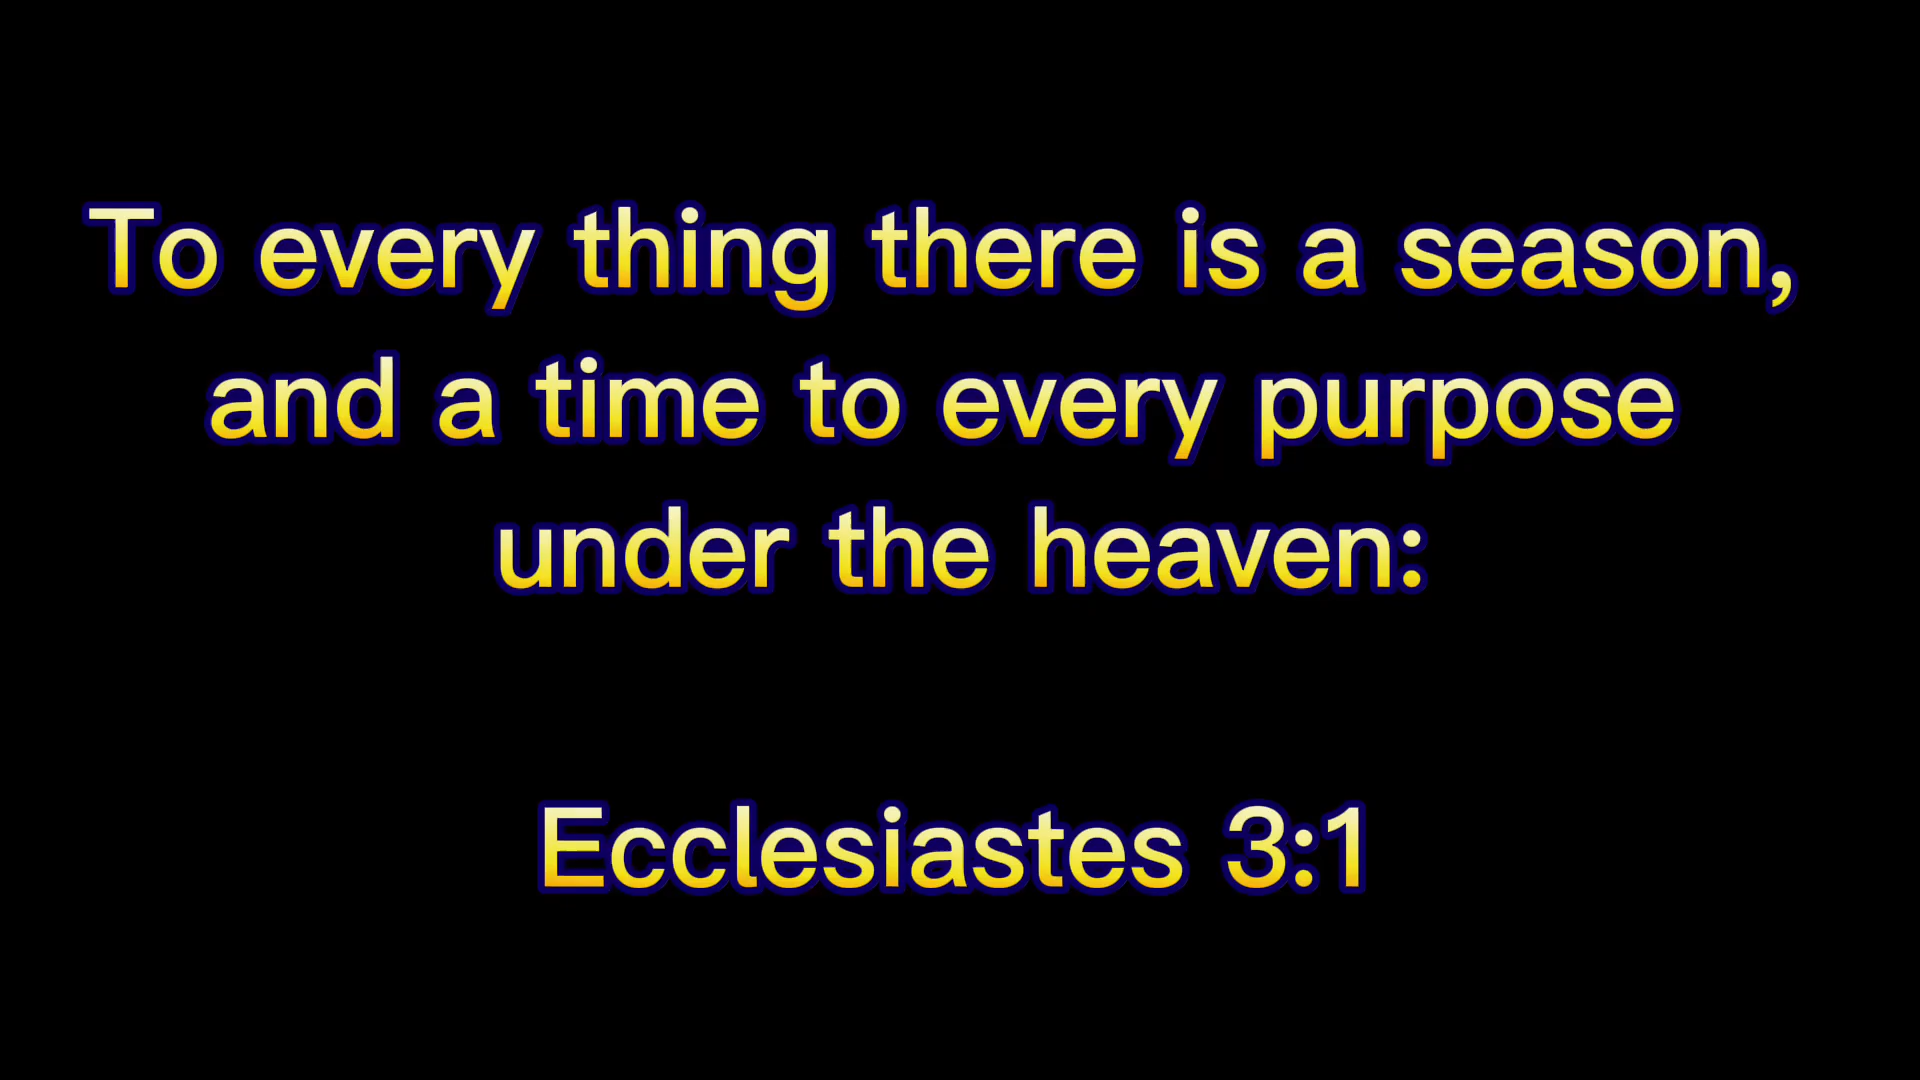 To every thing there is a season,
and a time to every purpose
under the heaven:
Ecclesiastes 3:1